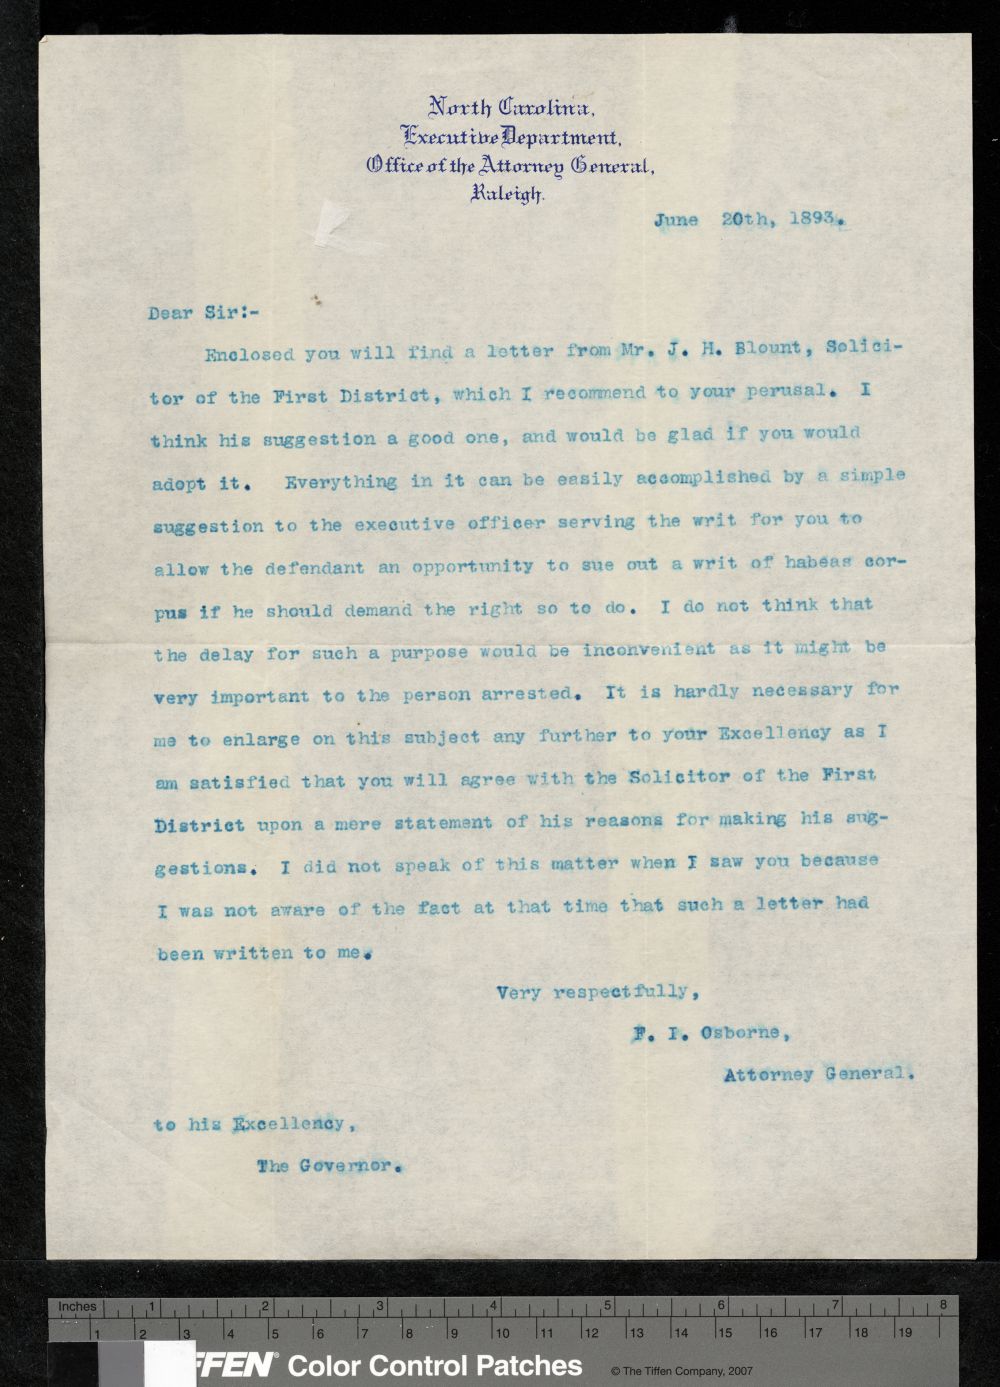 North Carolina,
Executive Department,
Office of the Attorney General,
Raleigh.
June 20th, 1893.
Dear Sir:-
Enclosed you will find a letter from Mr. J. H. Blount, Solici-
tor of the First District, which I recommend to your perusal. I
think his suggestion a good one, and would be glad if you would
adopt it. Everything in it can be easily accomplished by a simple
suggestion to the executive officer serving the writ for you to
allow the defendant an opportunity to sue out a writ of habeas cor-
pus if he should demand the right so to do. I do not think that
the delay for such a purpose would be inconvenient as it might be
very important to the person arrested. It is hardly necessary for
me to enlarge on this subject any further to your Excellency as I
am satisfied that you will agree with the Solicitor of the First
District upon a mere statement of his reasons for making his sug-
gestions. I did not speak of this matter when I saw you because
I was not aware of the fact at that time that such a letter had
been written to me.
Very respectfully,
F. I. Osborne,
Attorney General.
to his Excellency,
The Governor.
Inches 1 2 3 4 5 6 7 8
1 2 3 4 5 6 7 8 9 10 11 12 13 14 15 16 17 18 19
FFEN® Color Control Patches © The Tiffen Company, 2007